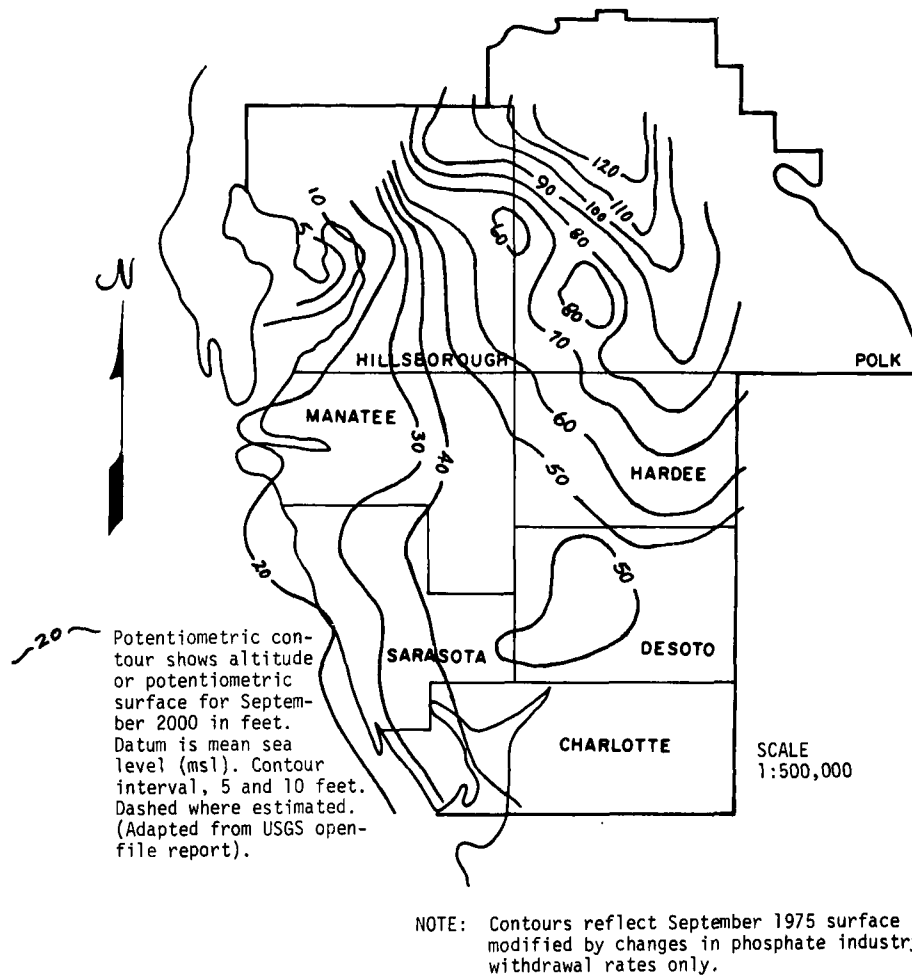 120
110
100
90
80
10
5
60
80
70
N
HILLSBOROUGH
POLK
MANATEE
30
40
60
50
HARDEE
20
50
SARASOTA
DESOTO
CHARLOTTE
SCALE
1:500,000
20
Potentiometric con-
tour shows altitude
or potentiometric
surface for Septem-
ber 2000 in feet.
Datum is mean sea
level (msl). Contour
interval, 5 and 10 feet.
Dashed where estimated.
(Adapted from USGS open-
file report).
NOTE: Contours reflect September 1975 surface
modified by changes in phosphate industry
withdrawal rates only.